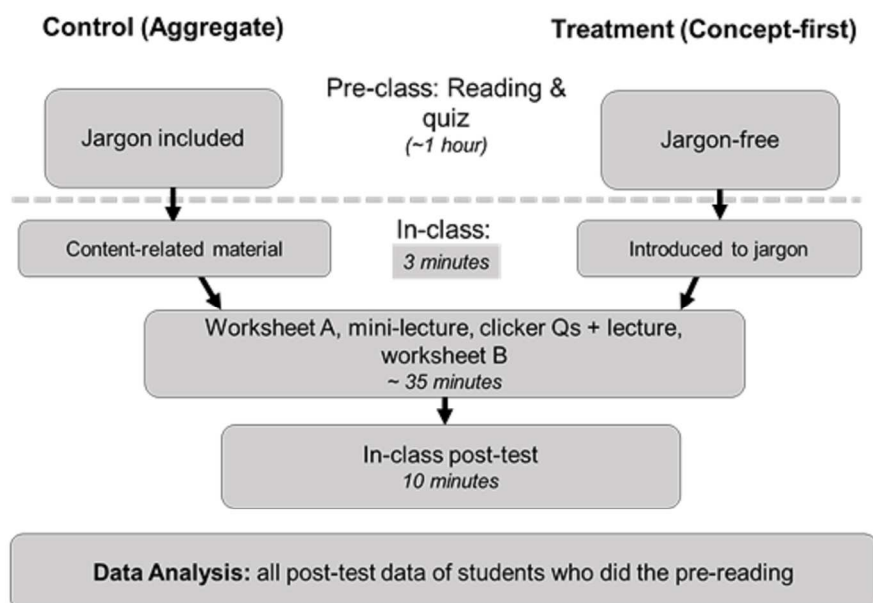 Control (Aggregate)
Treatment (Concept-first)
Pre-class: Reading &
quiz
(~1 hour)
Jargon included
Jargon-free
In-class:
3 minutes
Content-related material
Introduced to jargon
Worksheet A, mini-lecture, clicker Qs + lecture,
worksheet B
~ 35 minutes
In-class post-test
10 minutes
Data Analysis: all post-test data of students who did the pre-reading